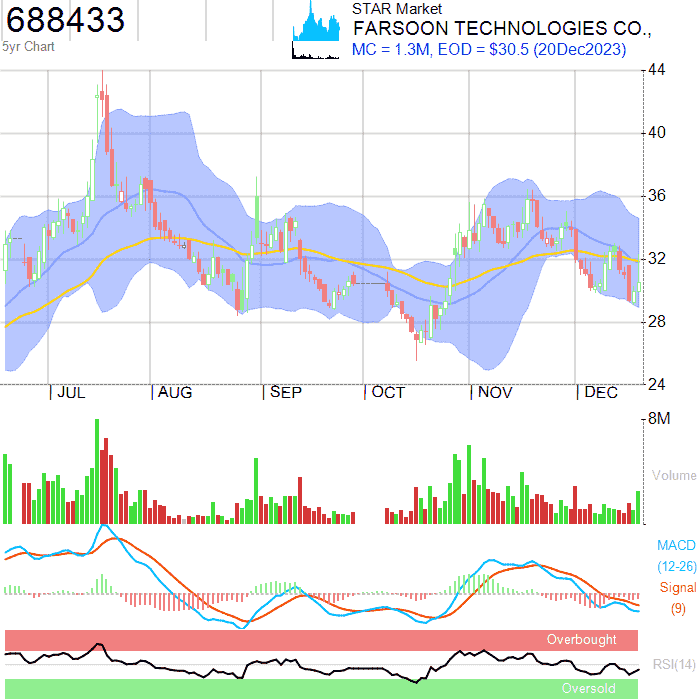 688433
5yr Chart
STAR Market
FARSOON TECHNOLOGIES CO.,
MC = 1.3M, EOD = $30.5 (20Dec2023)
44
40
36
32
28
24
JUL AUG SEP OCT NOV DEC
8M
Volume
MACD
(12-26)
Signal
(9)
Overbought
RSI(14)
Oversold